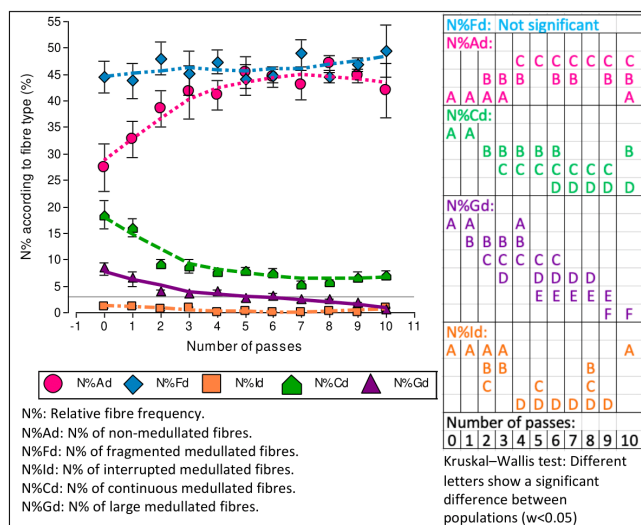 55
50
45
40
35
30
25
20
15
10
5
0
N% according to fibre type (%)
-1 0 1 2 3 4 5 6 7 8 9 10 11
Number of passes
N%Ad N%Fd N%Id N%Cd N%Gd
N%: Relative fibre frequency.
N%Ad: N% of non-medullated fibres.
N%Fd: N% of fragmented medullated fibres.
N%Id: N% of interrupted medullated fibres.
N%Cd: N% of continuous medullated fibres.
N%Gd: N% of large medullated fibres.
N%Fd: Not significant
N%Ad:
C C C C C C C
B B B B B B B
A A A A A
N%Cd:
A A
B B B B B B
C C C C C C C
D D D D D
N%Gd:
A A A
B B B B
C C C C C
D D D D D
E E E E E
F F
N%Id:
A A A A A
B B B
C C C
D D D D D D
Number of passes:
0 1 2 3 4 5 6 7 8 9 10
Kruskal–Wallis test: Different
letters show a significant
difference between
populations (w<0.05)